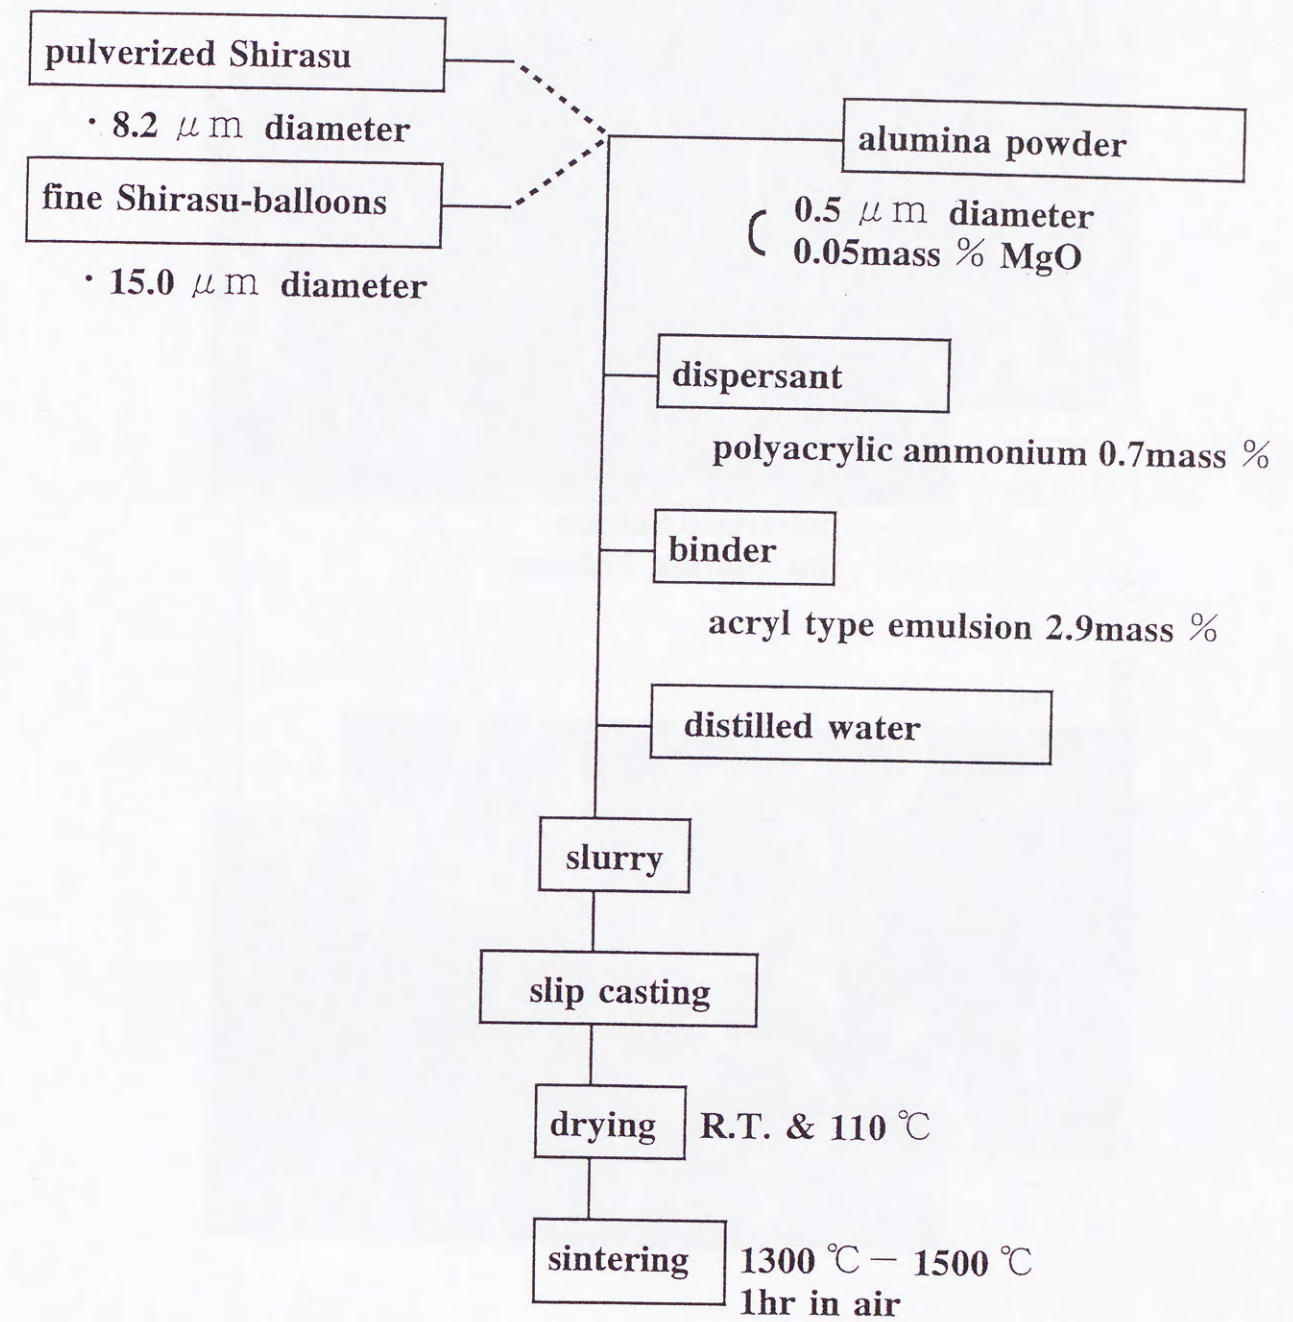 pulverized Shirasu
・8.2 μm diameter
fine Shirasu-balloons
・15.0 μm diameter
alumina powder
0.5 μm diameter
0.05mass % MgO
dispersant
polyacrylic ammonium 0.7mass %
binder
acryl type emulsion 2.9mass %
distilled water
slurry
slip casting
drying
R.T. & 110 ℃
sintering
1300 ℃ － 1500 ℃
1hr in air